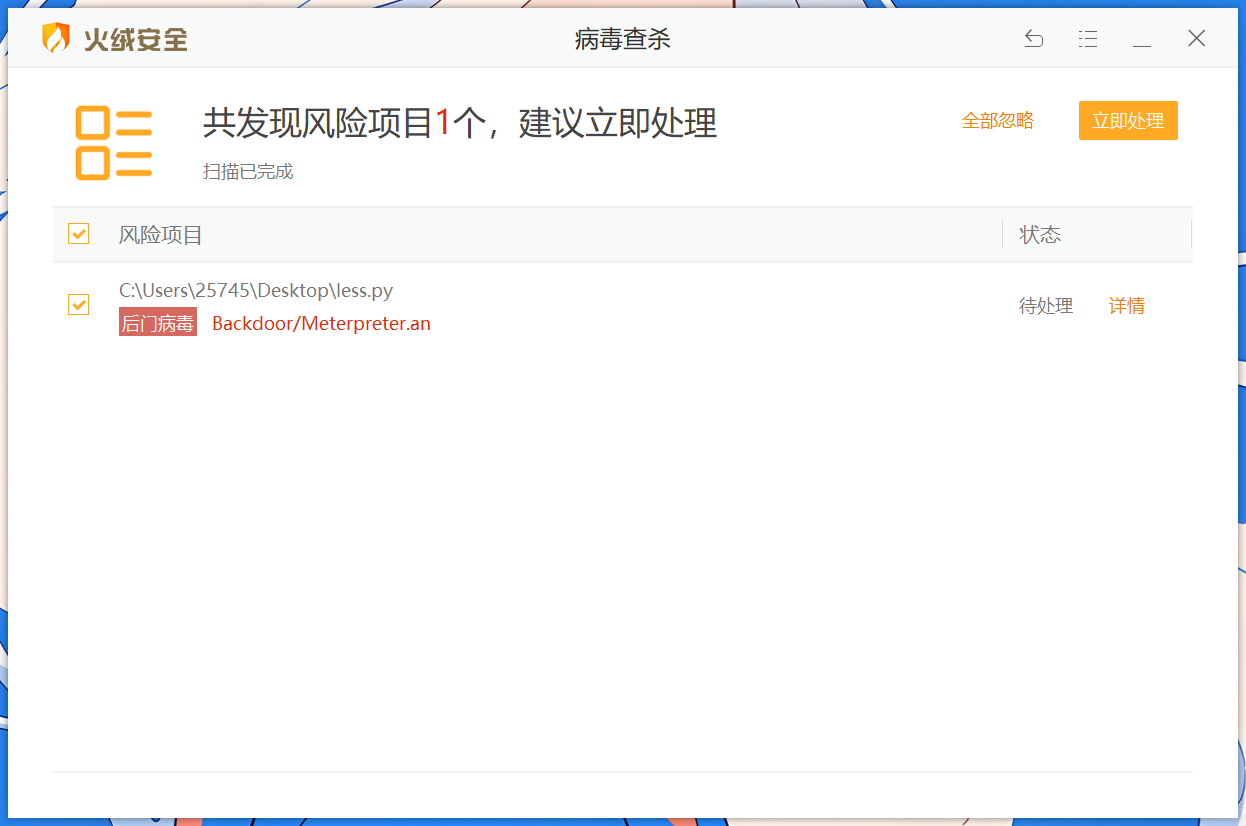 火绒安全
病毒查杀
共发现风险项目1个，建议立即处理
全部忽略
立即处理
扫描已完成
风险项目
状态
C:\Users\25745\Desktop\less.py
后门病毒 Backdoor/Meterpreter.an
待处理
详情